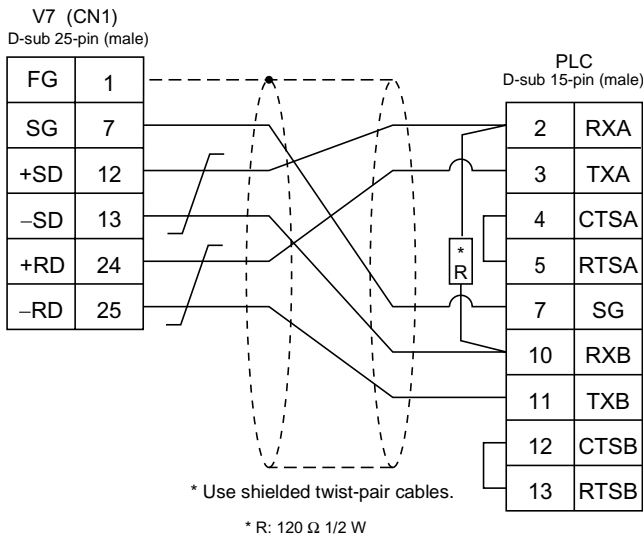 V7 (CN1)
D-sub 25-pin (male)
FG 1
SG 7
+SD 12
−SD 13
+RD 24
−RD 25
PLC
D-sub 15-pin (male)
2 RXA
3 TXA
4 CTSA
5 RTSA
7 SG
10 RXB
11 TXB
12 CTSB
13 RTSB
*
R
* Use shielded twist-pair cables.
* R: 120 Ω 1/2 W